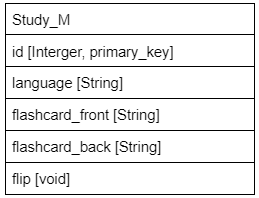 Study_M
id [Interger, primary_key]
language [String]
flashcard_front [String]
flashcard_back [String]
flip [void]